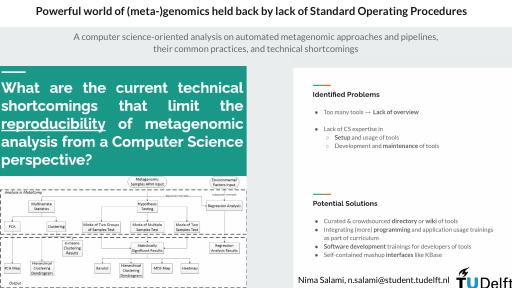 Powerful world of (meta-)genomics held back by lack of Standard Operating Procedures
A computer science-oriented analysis on automated metagenomic approaches and pipelines,
their common practices, and technical shortcomings
What are the current technical
shortcomings that limit the
reproducibility of metagenomic
analysis from a Computer Science
perspective?
Metagenomic
Samples ARM Input
Environmental
Factors Input
Analysis in MetaComp
Multivariate
Statistics
Hypothesis
Testing
Regression Analysis
PCA
Clustering
Mode of Two Groups
of Samples Test
Mode of Multiple
Samples Test
Mode of Two
Samples Test
K-means
Clustering
Results
Statistically
Significant Results
Regression
Analysis Results
PCA Map
Hierarchical
Clustering
Dendrogram
Barplot
MDS Map
Heatmap
Output
Identified Problems
● Too many tools → Lack of overview
● Lack of CS expertise in
○ Setup and usage of tools
○ Development and maintenance of tools
Potential Solutions
● Curated & crowdsourced directory or wiki of tools
● Integrating (more) programming and application usage trainings
as part of curriculum
● Software development trainings for developers of tools
● Self-contained mashup interfaces like KBase
Nima Salami, n.salami@student.tudelft.nl
TUDelft